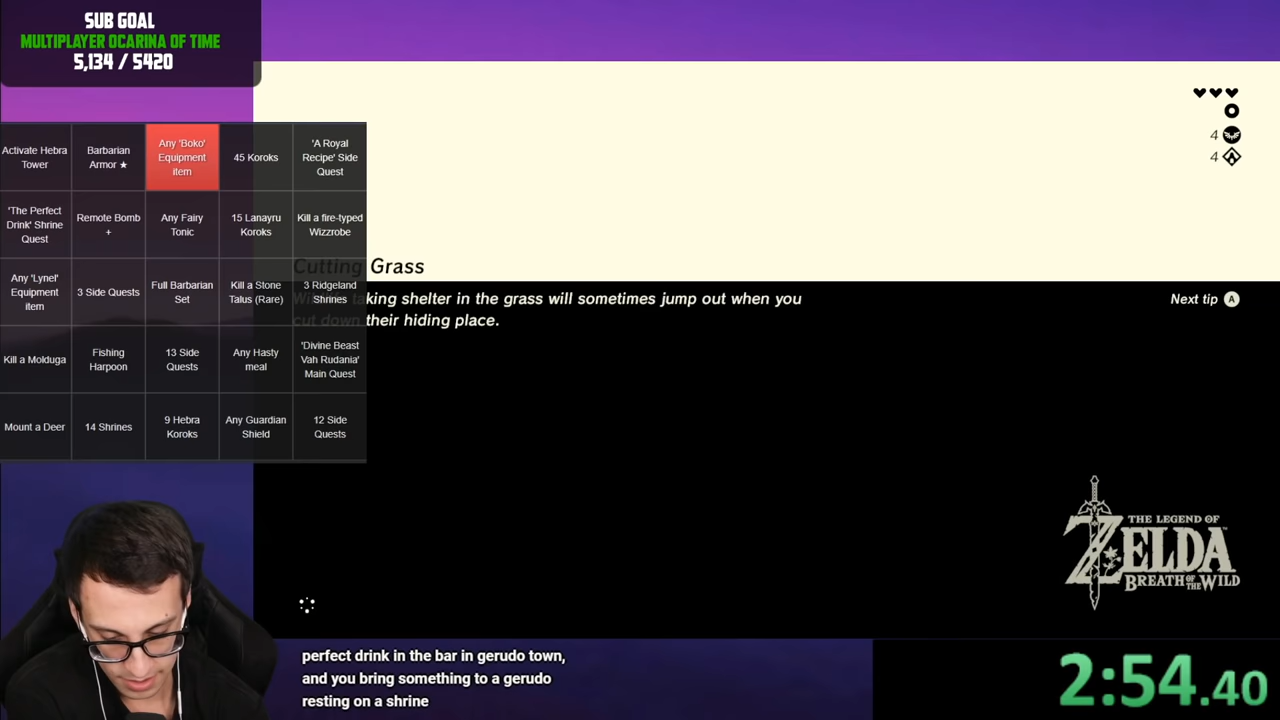 SUB GOAL
MULTIPLAYER OCARINA OF TIME
5,134 / 5420
Activate Hebra
Tower
Barbarian
Armor ★
Any 'Boko'
Equipment
item
45 Koroks
'A Royal
Recipe' Side
Quest
'The Perfect
Drink' Shrine
Quest
Remote Bomb
+
Any Fairy
Tonic
15 Lanayru
Koroks
Kill a fire-typed
Wizzrobe
Any 'Lynel'
Equipment
item
3 Side Quests
Full Barbarian
Set
Kill a Stone
Talus (Rare)
3 Ridgeland
Shrines
Kill a Molduga
Fishing
Harpoon
13 Side
Quests
Any Hasty
meal
'Divine Beast
Vah Rudania'
Main Quest
Mount a Deer
14 Shrines
9 Hebra
Koroks
Any Guardian
Shield
12 Side
Quests
4
4
Cutting Grass
taking shelter in the grass will sometimes jump out when you
cut down their hiding place.
Next tip A
THE LEGEND OF
ZELDA
BREATH OF THE WILD
perfect drink in the bar in gerudo town,
and you bring something to a gerudo
resting on a shrine
2:54.40